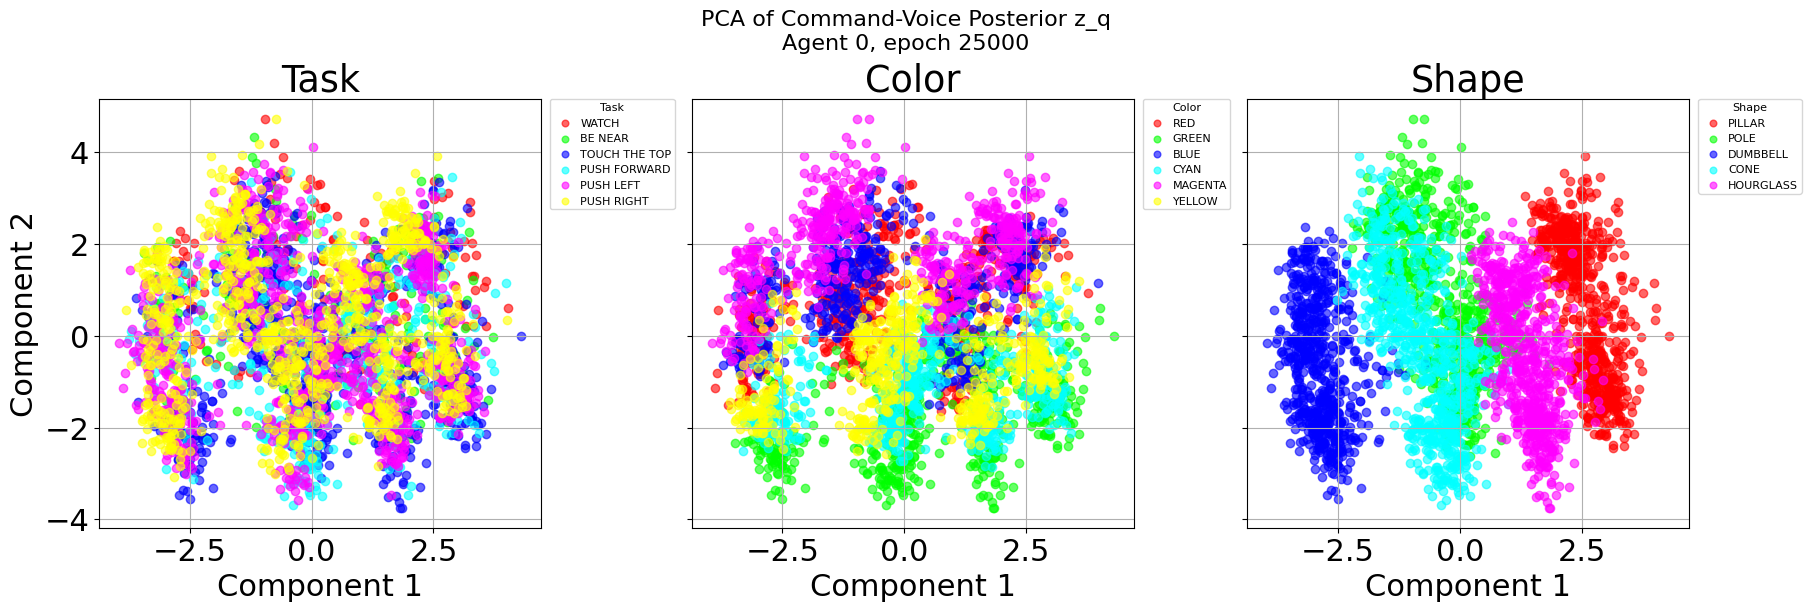 PCA of Command-Voice Posterior z_q
Agent 0, epoch 25000
Task
Component 2
4
2
0
−2
−4
−2.5 0.0 2.5
Component 1
Task
WATCH
BE NEAR
TOUCH THE TOP
PUSH FORWARD
PUSH LEFT
PUSH RIGHT
Color
−2.5 0.0 2.5
Component 1
Color
RED
GREEN
BLUE
CYAN
MAGENTA
YELLOW
Shape
−2.5 0.0 2.5
Component 1
Shape
PILLAR
POLE
DUMBBELL
CONE
HOURGLASS